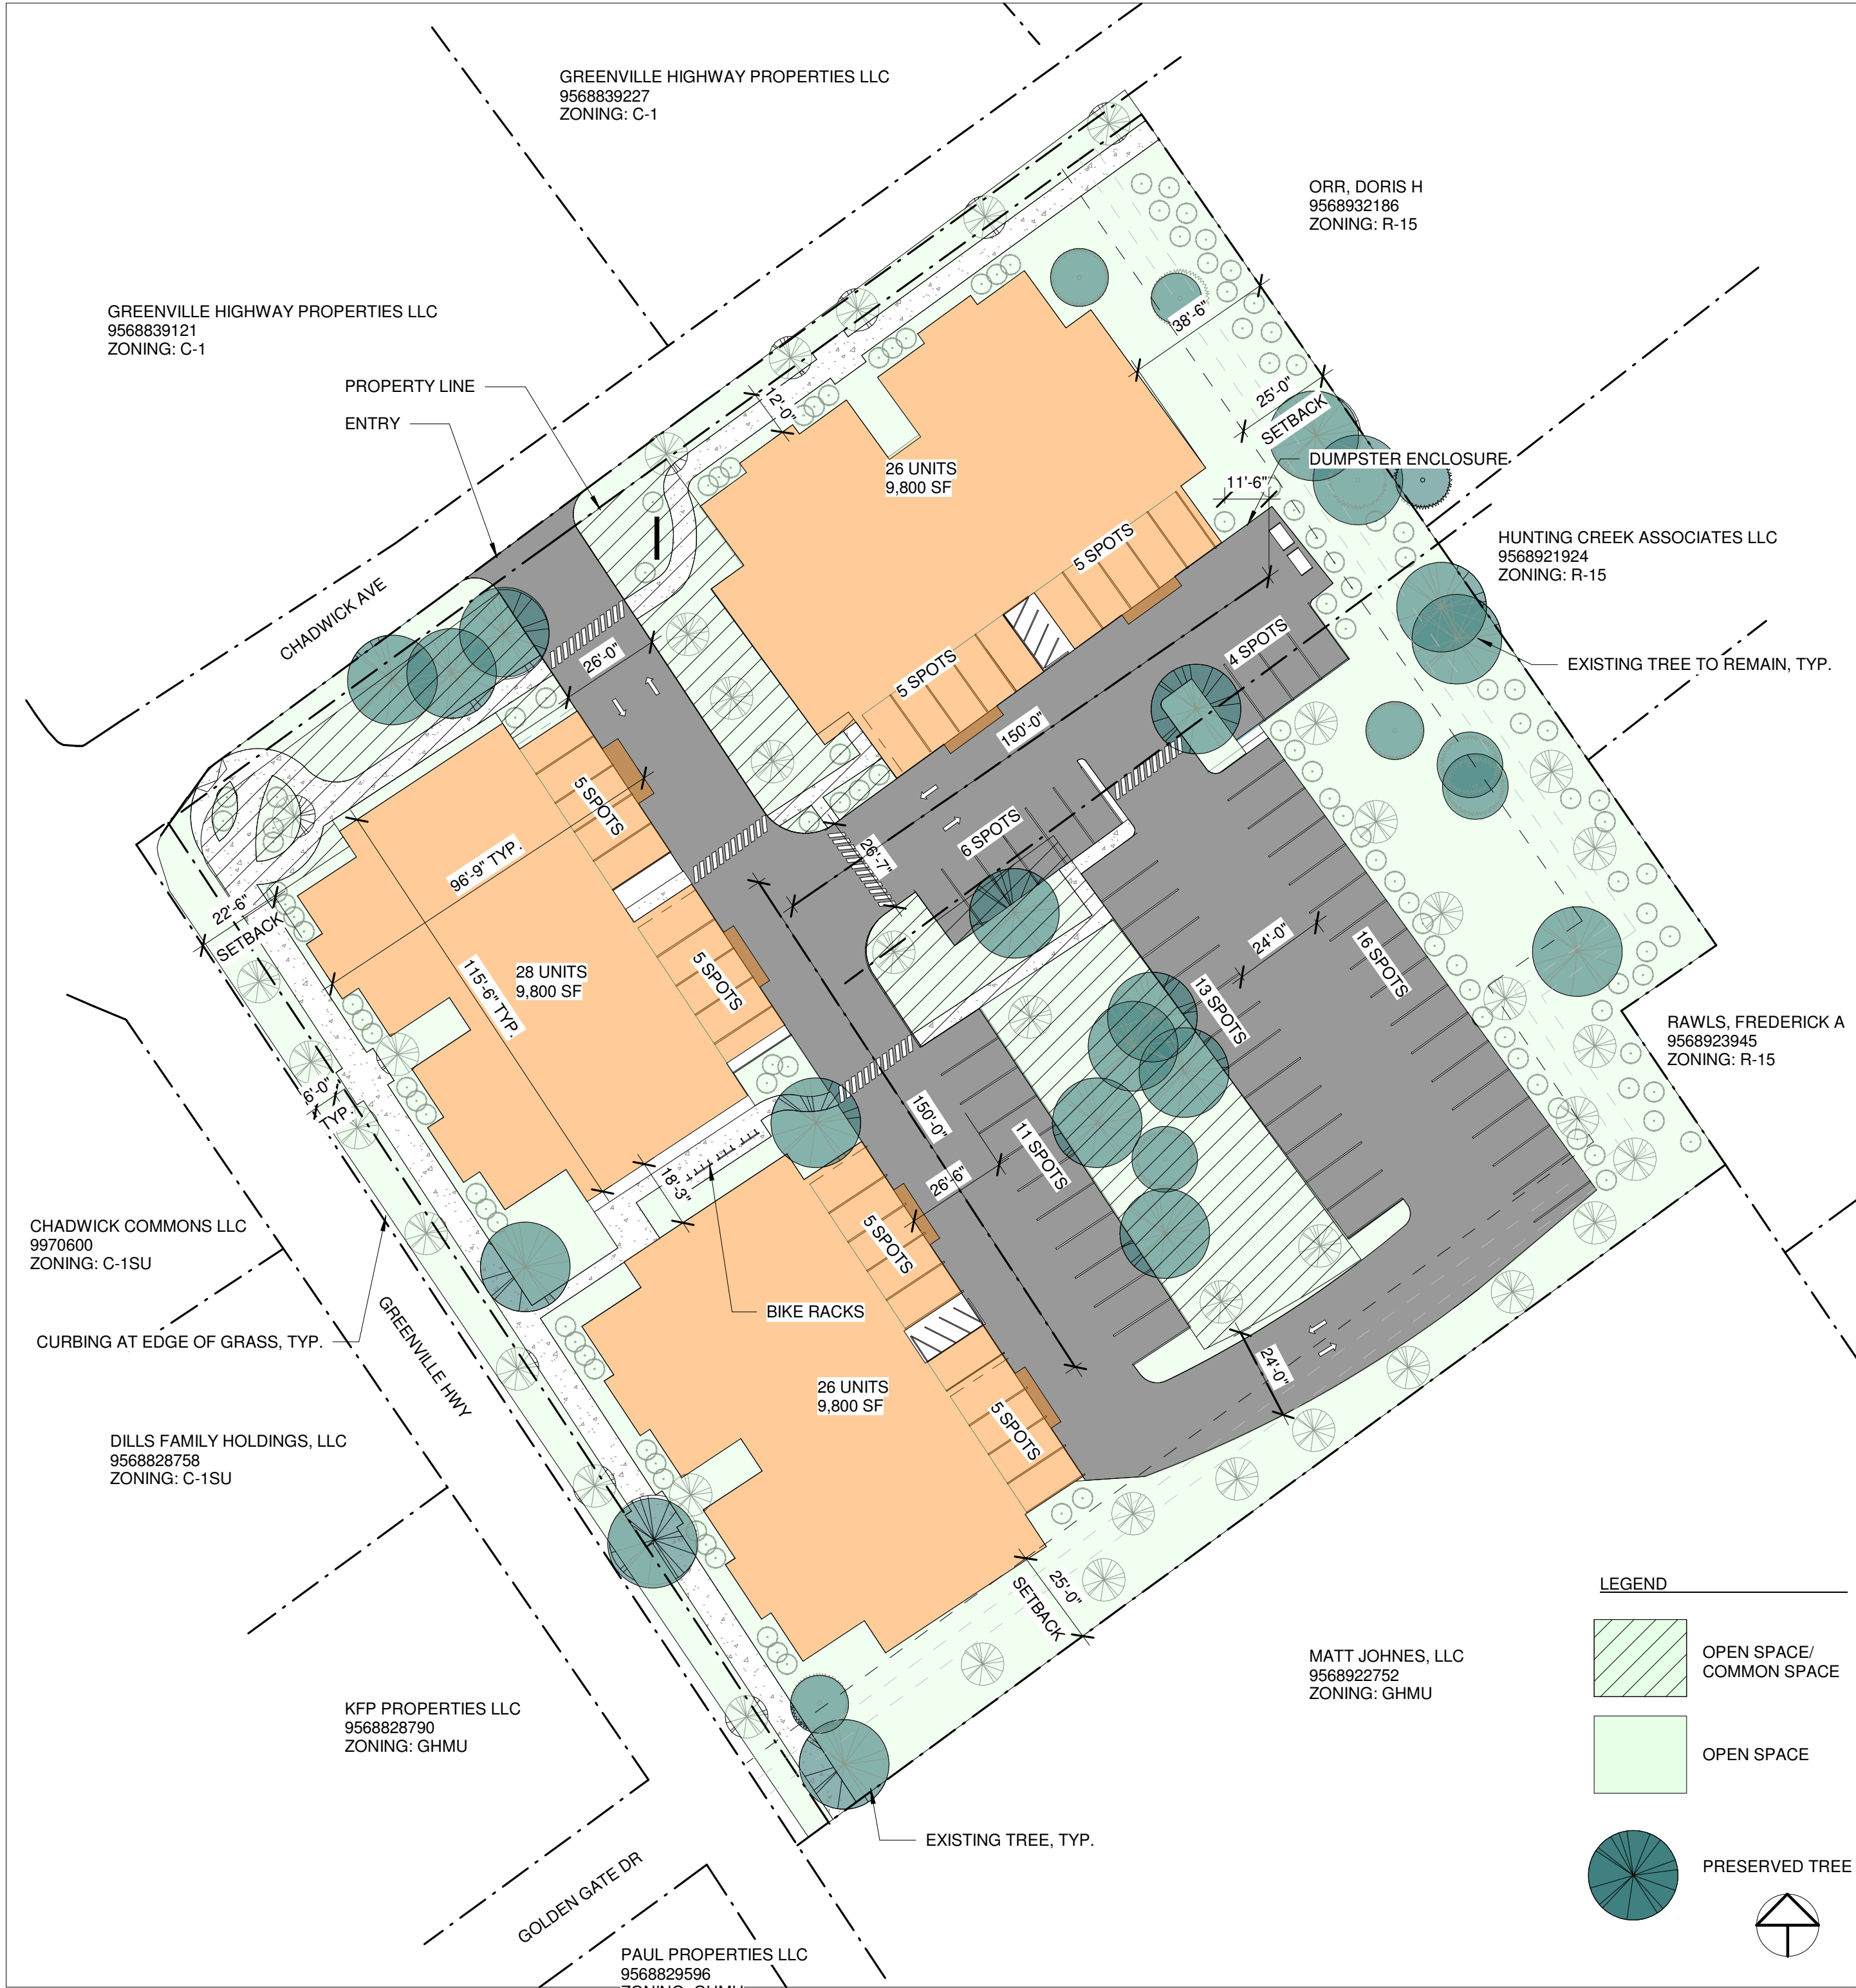 GREENVILLE HIGHWAY PROPERTIES LLC
9568839227
ZONING: C-1
ORR, DORIS H
9568932186
ZONING: R-15
GREENVILLE HIGHWAY PROPERTIES LLC
9568839121
ZONING: C-1
PROPERTY LINE
ENTRY
38'-6"
25'-0"
SETBACK
12'-0"
DUMPSTER ENCLOSURE
26 UNITS
9,800 SF
11'-6"
HUNTING CREEK ASSOCIATES LLC
9568921924
ZONING: R-15
5 SPOTS
CHADWICK AVE
26'-0"
5 SPOTS
4 SPOTS
EXISTING TREE TO REMAIN, TYP.
150'-0"
5 SPOTS
6 SPOTS
26'-7"
96'-9" TYP.
22'-6"
SETBACK
24'-0"
16 SPOTS
28 UNITS
9,800 SF
115'-6" TYP
5 SPOTS
13 SPOTS
RAWLS, FREDERICK A
9568923945
ZONING: R-15
6'-0"
TYP.
150'-0"
11 SPOTS
18'-3"
26'-6"
CHADWICK COMMONS LLC
9970600
ZONING: C-1SU
5 SPOTS
BIKE RACKS
CURBING AT EDGE OF GRASS, TYP.
GREENVILLE HWY
24'-0"
26 UNITS
9,800 SF
5 SPOTS
DILLS FAMILY HOLDINGS, LLC
9568828758
ZONING: C-1SU
25'-0"
SETBACK
LEGEND
OPEN SPACE/
COMMON SPACE
MATT JOHNES, LLC
9568922752
ZONING: GHMU
KFP PROPERTIES LLC
9568828790
ZONING: GHMU
OPEN SPACE
EXISTING TREE, TYP.
PRESERVED TREE
GOLDEN GATE DR
PAUL PROPERTIES LLC
9568829596
ZONING: GHMU